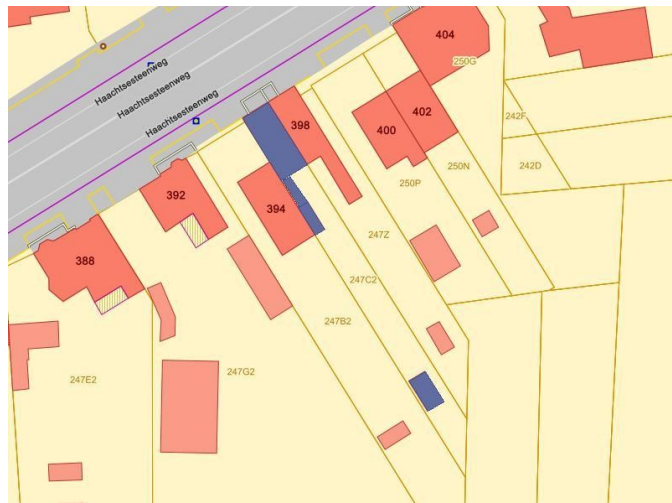 404
Haachtsesteenweg
250G
Haachtsesteenweg
402
242F
Haachtsesteenweg
398
400
250N
242D
250P
392
394
247Z
388
247C2
247B2
247G2
247E2